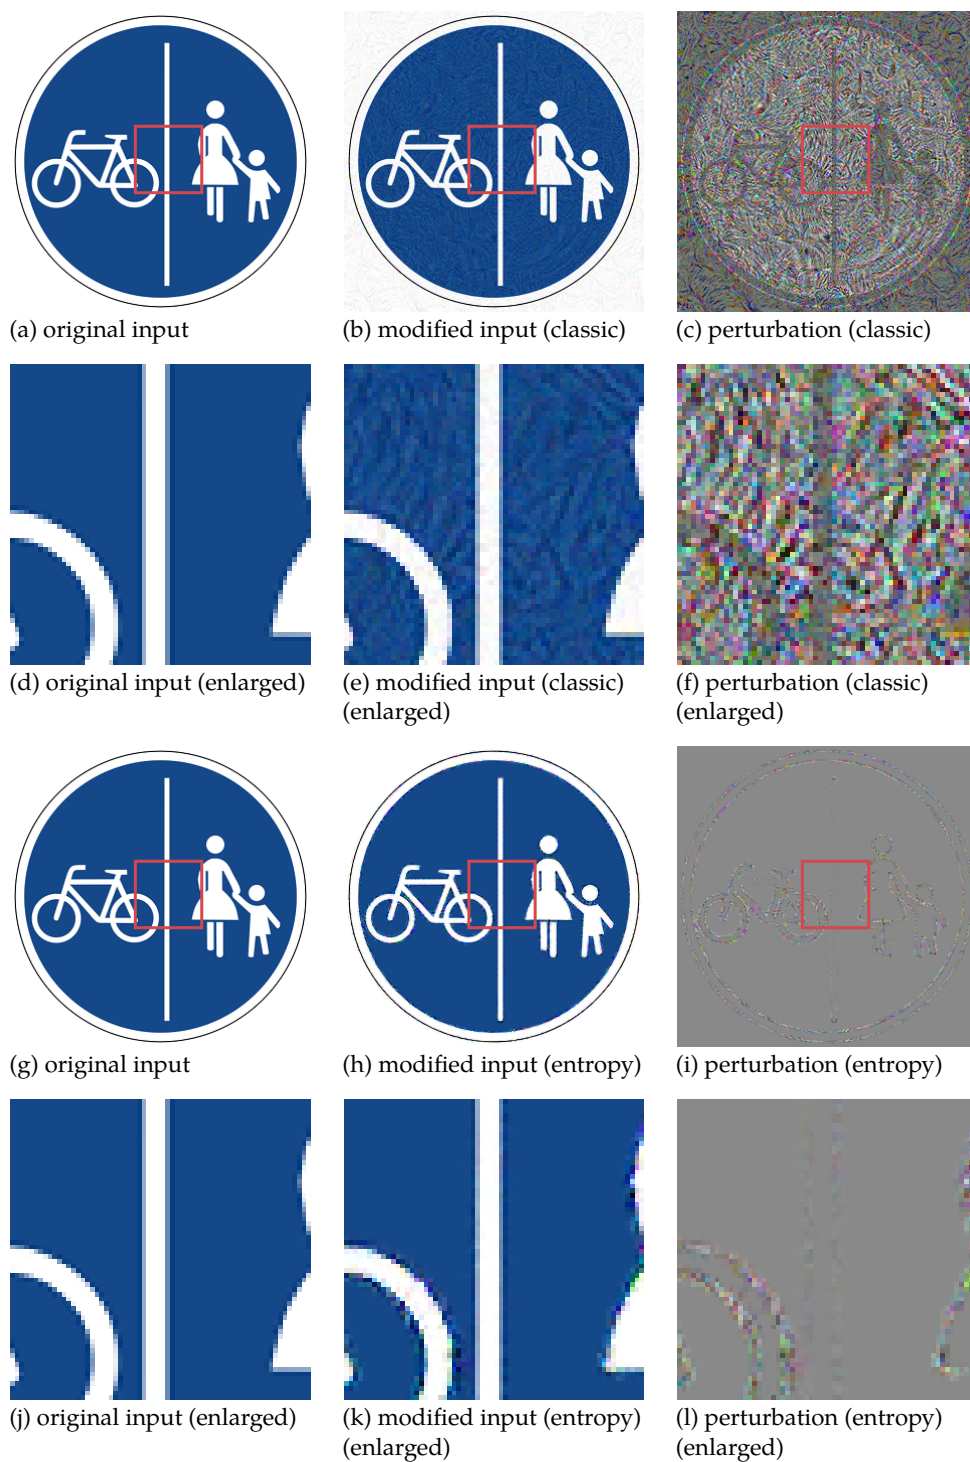 (a) original input
(b) modified input (classic)
(c) perturbation (classic)
(d) original input (enlarged)
(e) modified input (classic)
(enlarged)
(f) perturbation (classic)
(enlarged)
(g) original input
(h) modified input (entropy)
(i) perturbation (entropy)
(j) original input (enlarged)
(k) modified input (entropy)
(enlarged)
(l) perturbation (entropy)
(enlarged)